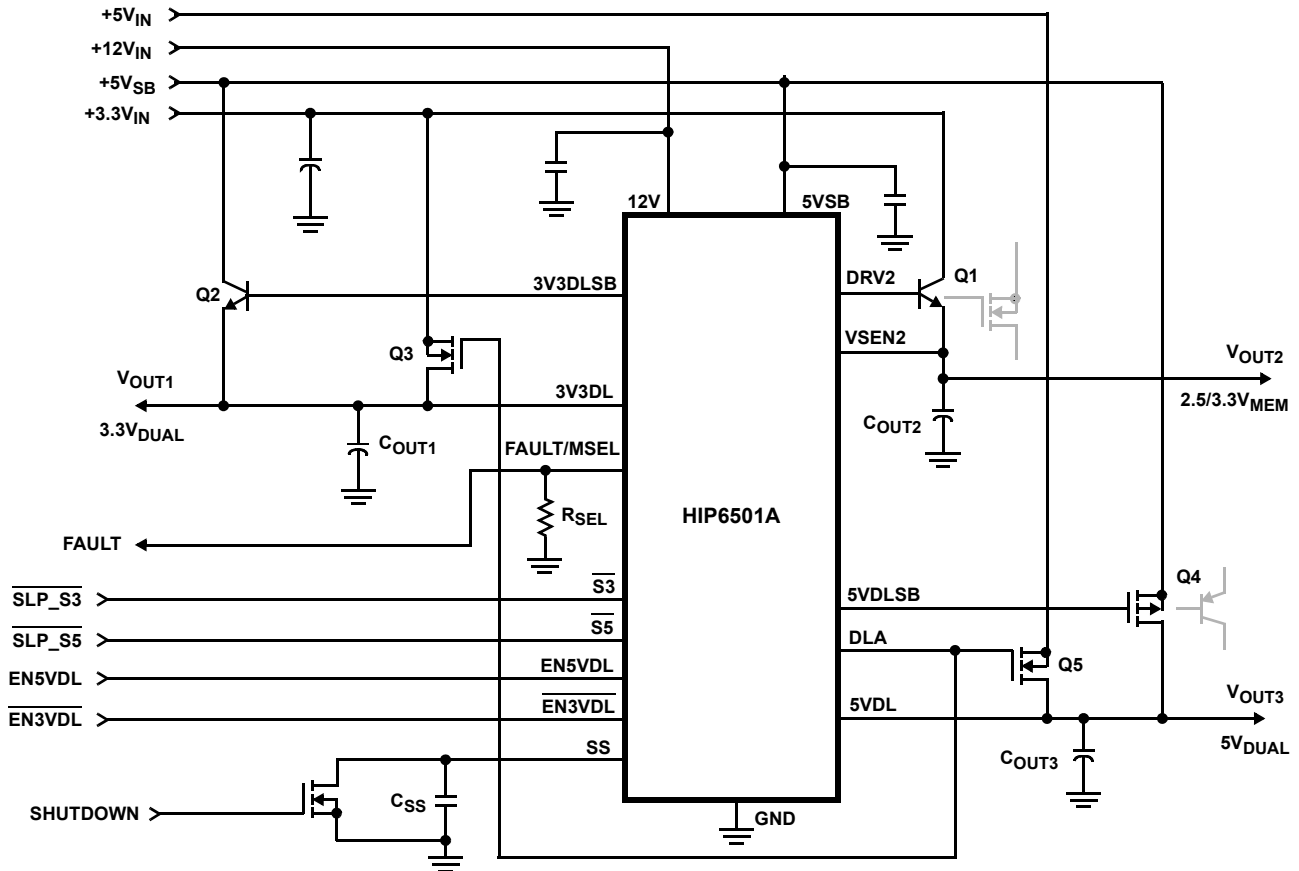 +5VIN
+12VIN
+5VSB
+3.3VIN
12V
5VSB
Q2
3V3DLSB
DRV2
Q1
VSEN2
Q3
VOUT1
3.3VDUAL
3V3DL
VOUT2
2.5/3.3VMEM
COUT1
COUT2
FAULT/MSEL
RSEL
HIP6501A
FAULT
SLP_S3
S3
5VDLSB
Q4
SLP_S5
S5
DLA
Q5
EN5VDL
EN5VDL
EN3VDL
EN3VDL
5VDL
VOUT3
5VDUAL
SS
COUT3
CSS
SHUTDOWN
GND